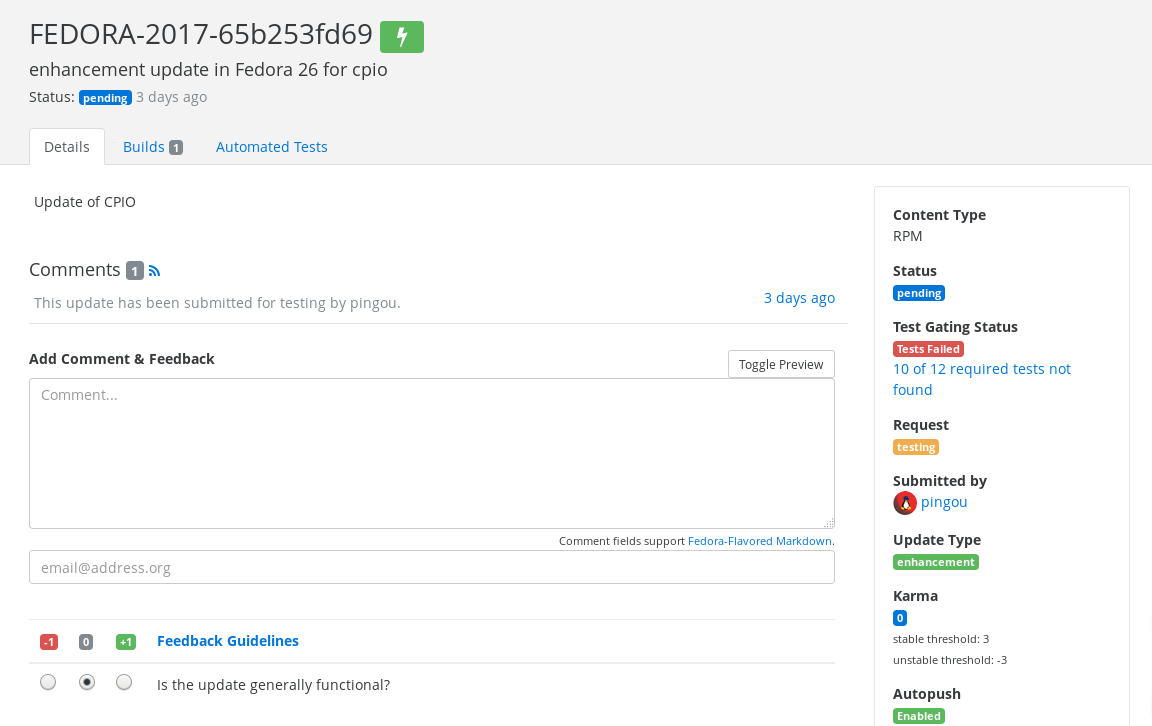 FEDORA-2017-65b253fd69
enhancement update in Fedora 26 for cpio
Status: pending 3 days ago
Details Builds 1 Automated Tests
Update of CPIO
Comments 1
This update has been submitted for testing by pingou. 3 days ago
Add Comment & Feedback Toggle Preview
Comment...
Comment fields support Fedora-Flavored Markdown.
email@address.org
-1 0 +1 Feedback Guidelines
Is the update generally functional?
Content Type
RPM
Status
pending
Test Gating Status
Tests Failed
10 of 12 required tests not
found
Request
testing
Submitted by
pingou
Update Type
enhancement
Karma
0
stable threshold: 3
unstable threshold: -3
Autopush
Enabled